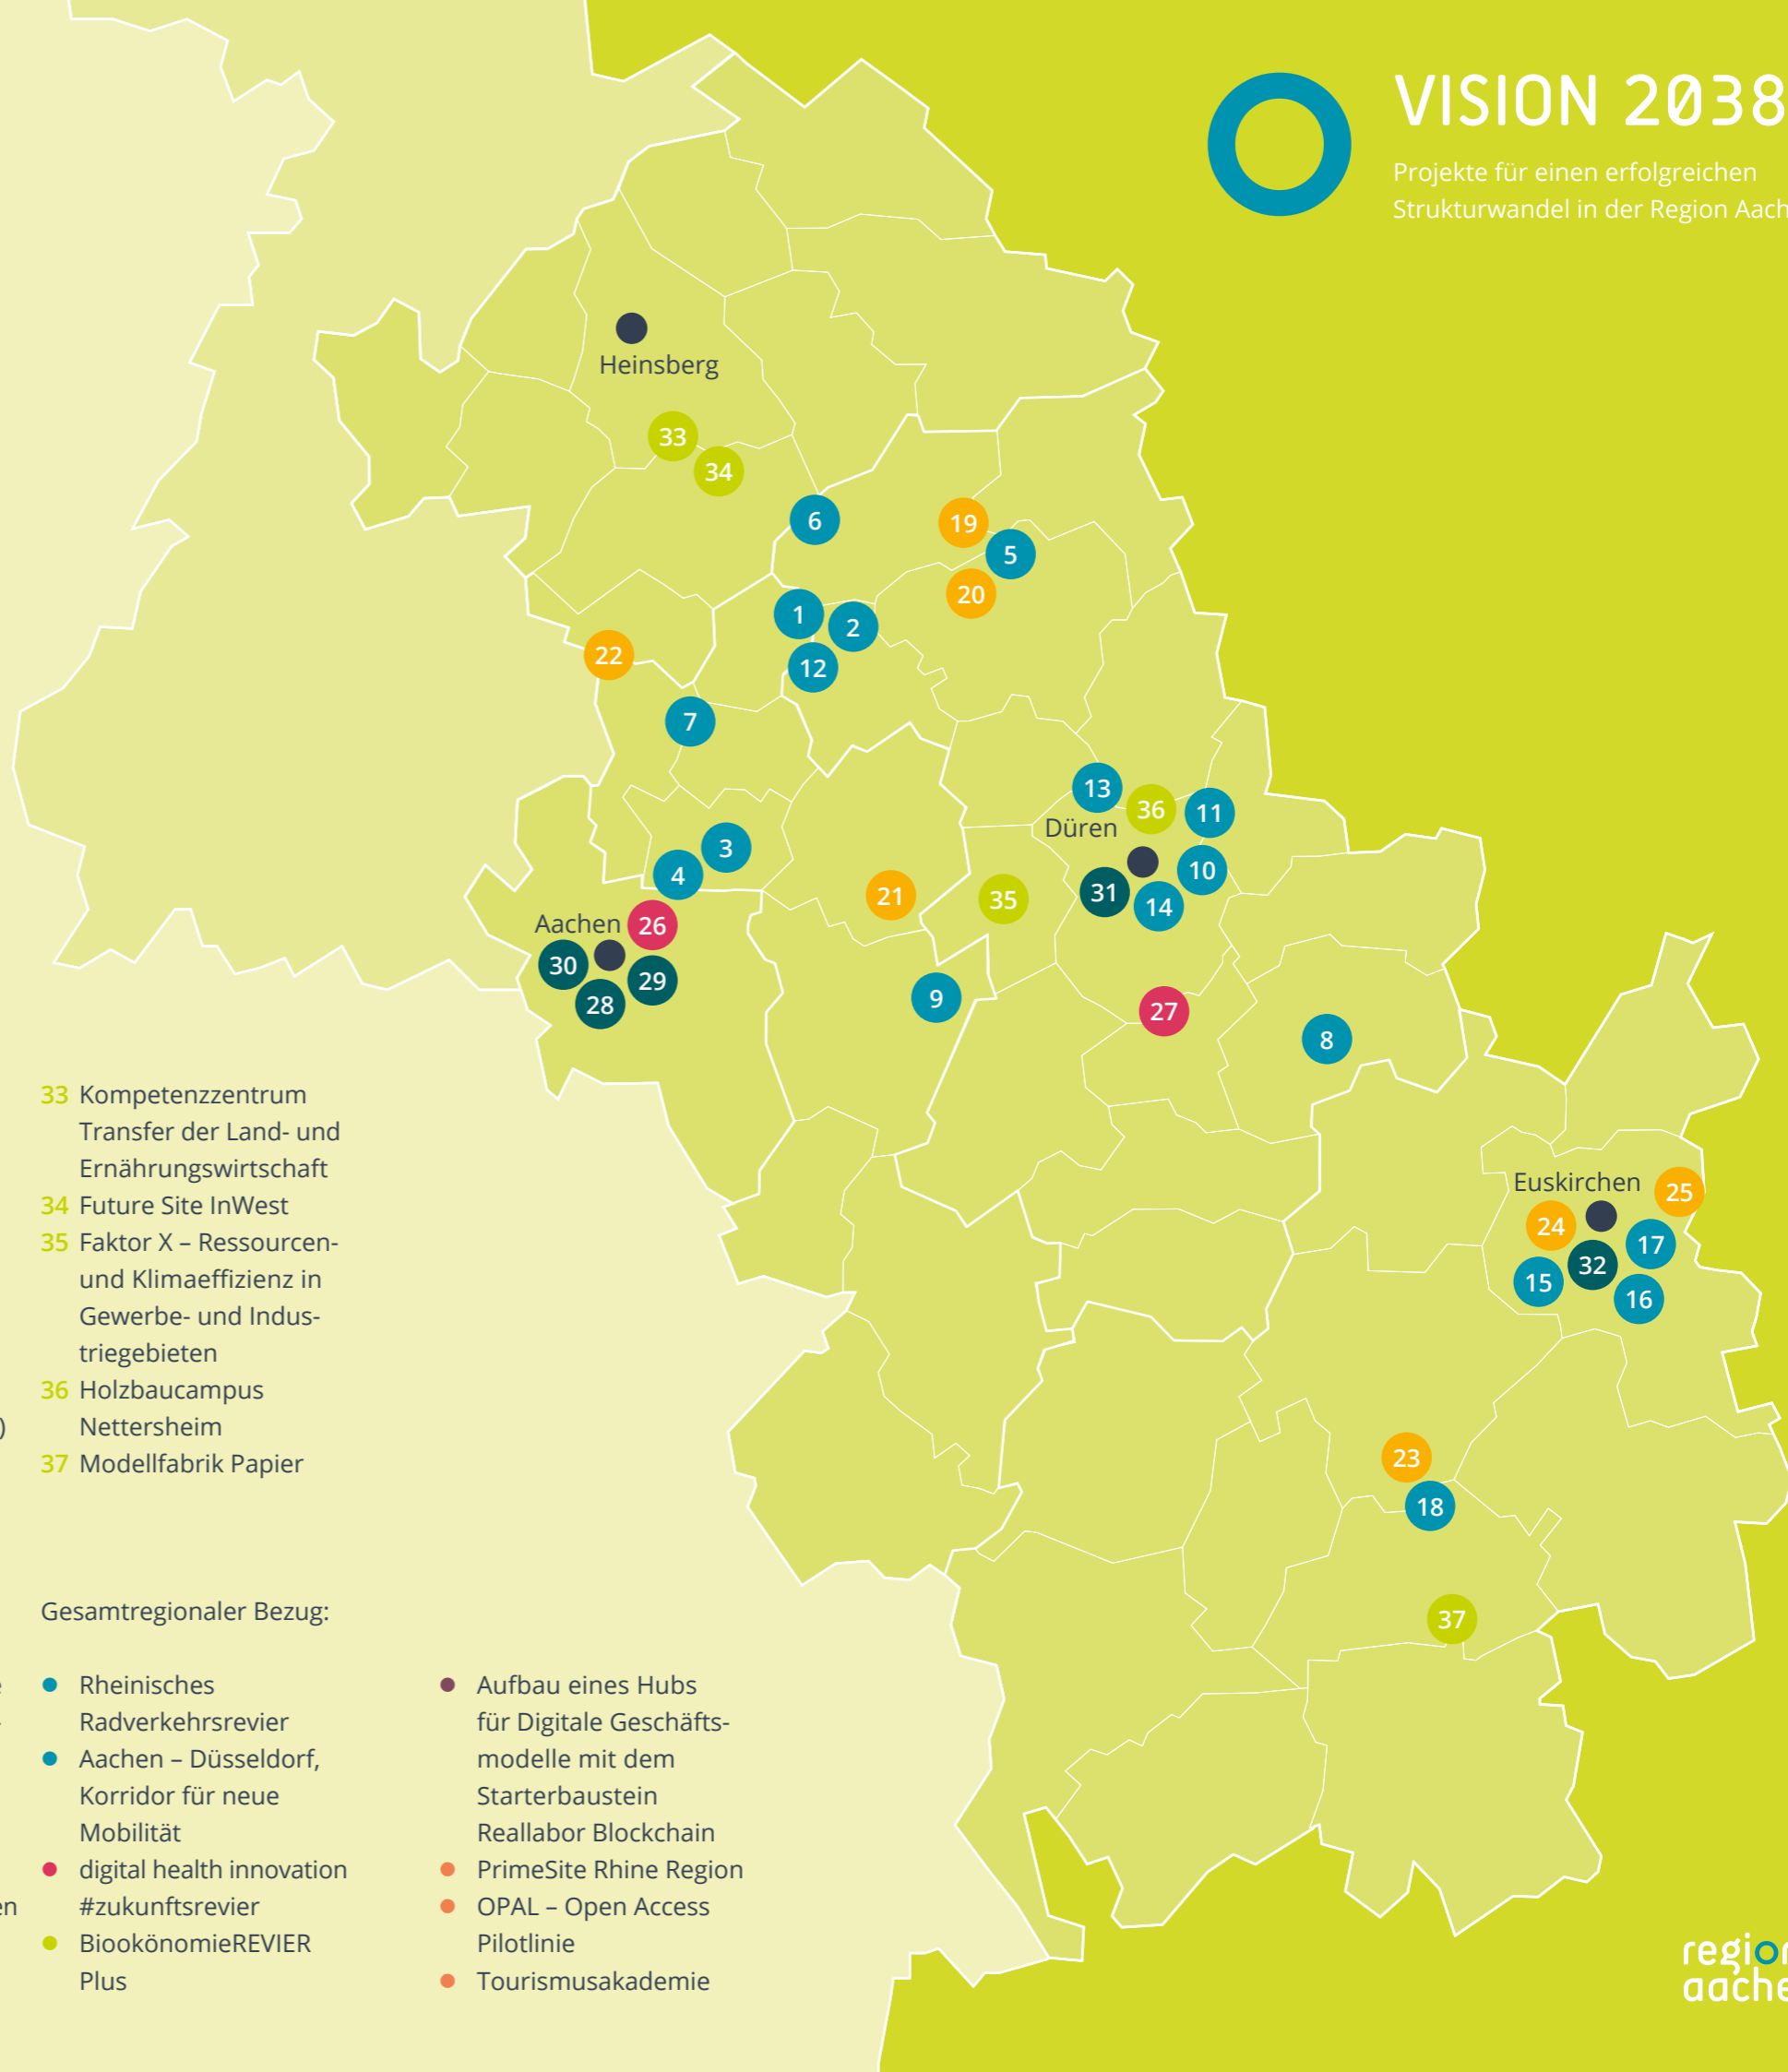 VISION 2038
Projekte für einen erfolgreichen
Strukturwandel in der Region
Heinsberg
33
34
6
19
5
20
1
2
22
12
7
13
36
11
Düren
3
10
4
31
21
35
14
Aachen
26
30
29
28
9
27
8
Euskirchen
25
24
17
32
15
16
23
18
37
33 Kompetenzzentrum
Transfer der Land- und
Ernährungswirtschaft
34 Future Site InWest
35 Faktor X – Ressourcen-
und Klimaeffizienz in
Gewerbe- und Indus-
triegebieten
36 Holzbaucampus
Nettersheim
37 Modellfabrik Papier
Gesamtregionaler Bezug:
Rheinisches
Radverkehrsrevier
Aachen – Düsseldorf,
Korridor für neue
Mobilität
digital health innovation
#zukunftsrevier
BiookönomieREVIER
Plus
Aufbau eines Hubs
für Digitale Geschäfts-
modelle mit dem
Starterbaustein
Reallabor Blockchain
PrimeSite Rhine Region
OPAL – Open Access
Pilotlinie
Tourismusakademie